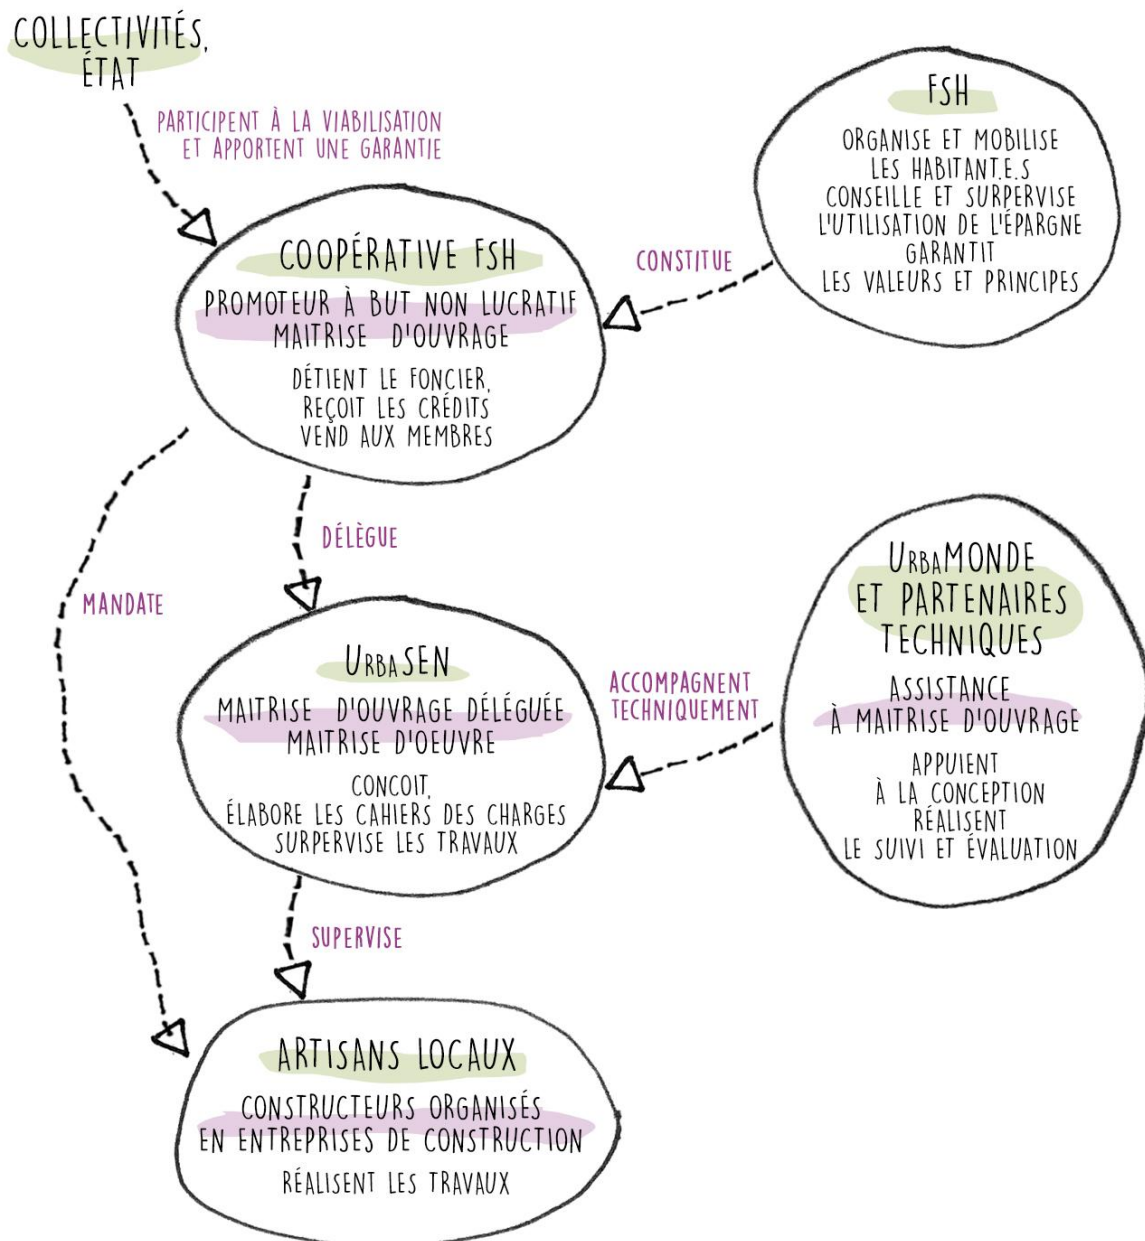 COLLECTIVITÉS,
ÉTAT
PARTICIPENT À LA VIABILISATION
ET APPORTENT UNE GARANTIE
FSH
ORGANISE ET MOBILISE
LES HABITANT.E.S
CONSEILLE ET SURPERVISE
L'UTILISATION DE L'ÉPARGNE
GARANTIT
LES VALEURS ET PRINCIPES
CONSTITUE
COOPÉRATIVE FSH
PROMOTEUR À BUT NON LUCRATIF
MAITRISE D'OUVRAGE
DÉTIENT LE FONCIER,
REÇOIT LES CRÉDITS
VEND AUX MEMBRES
DÉLÈGUE
MANDATE
URBASEN
MAITRISE D'OUVRAGE DÉLÉGUÉE
MAITRISE D'OEUVRE
CONCOIT,
ÉLABORE LES CAHIERS DES CHARGES
SURPERVISE LES TRAVAUX
ACCOMPAGNENT
TECHNIQUEMENT
URBAMONDE
ET PARTENAIRES
TECHNIQUES
ASSISTANCE
À MAITRISE D'OUVRAGE
APPUIENT
À LA CONCEPTION
RÉALISENT
LE SUIVI ET ÉVALUATION
SUPERVISE
ARTISANS LOCAUX
CONSTRUCTEURS ORGANISÉS
EN ENTREPRISES DE CONSTRUCTION
RÉALISENT LES TRAVAUX